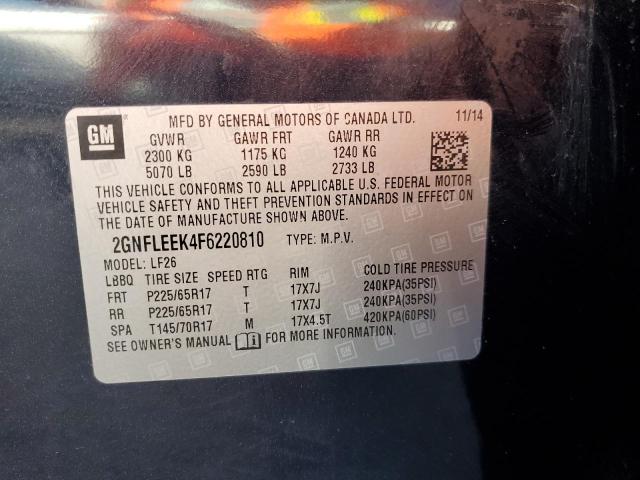 GM
MFD BY GENERAL MOTORS OF CANADA LTD. 11/14
GVWR GAWR FRT GAWR RR
2300 KG 1175 KG 1240 KG
5070 LB 2590 LB 2733 LB
THIS VEHICLE CONFORMS TO ALL APPLICABLE U.S. FEDERAL MOTOR
VEHICLE SAFETY AND THEFT PREVENTION STANDARDS IN EFFECT ON
THE DATE OF MANUFACTURE SHOWN ABOVE.
2GNFLEEK4F6220810 TYPE: M.P.V.
MODEL: LF26
LBBQ TIRE SIZE SPEED RTG RIM COLD TIRE PRESSURE
FRT P225/65R17 T 17X7J 240KPA(35PSI)
RR P225/65R17 T 17X7J 240KPA(35PSI)
SPA T145/70R17 M 17X4.5T 420KPA(60PSI)
SEE OWNER'S MANUAL FOR MORE INFORMATION.